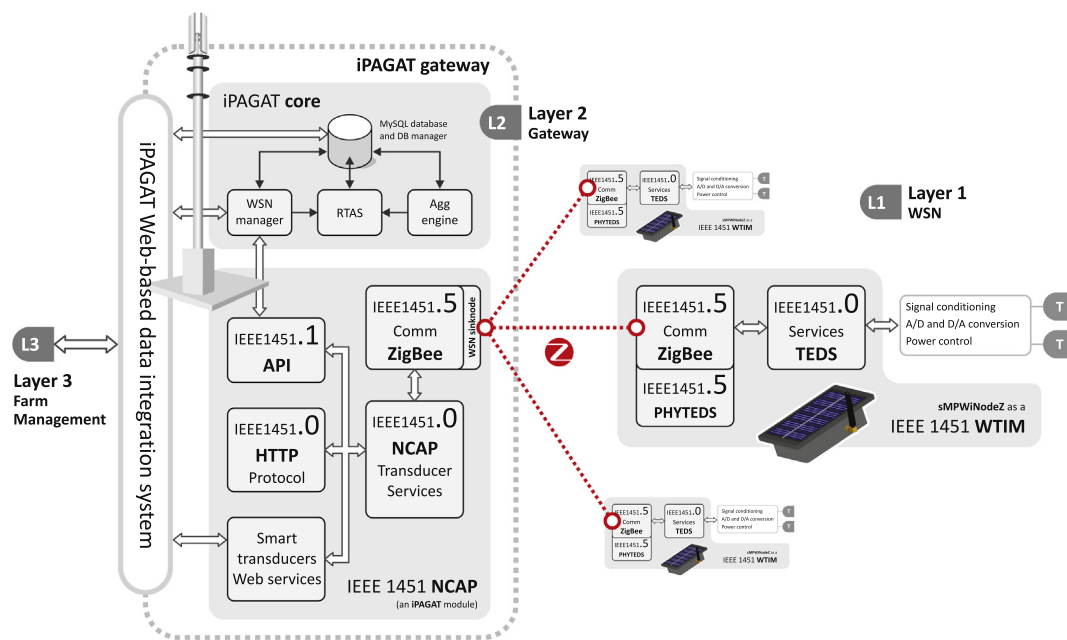 iPAGAT gateway
iPAGAT core
MySQL database
and DB manager
WSN
manager
RTAS
Agg
engine
L2
Layer 2
Gateway
iPAGAT Web-based data integration system
L3
Layer 3
Farm
Management
IEEE1451.1
API
IEEE1451.0
HTTP
Protocol
Smart
transducers
Web services
IEEE1451.5
Comm
ZigBee
WSN sinknode
IEEE1451.0
NCAP
Transducer
Services
IEEE 1451 NCAP
(an iPAGAT module)
Z
L1
Layer 1
WSN
IEEE1451.5
Comm
ZigBee
IEEE1451.5
PHYTEDS
IEEE1451.0
Services
TEDS
Signal conditioning
A/D and D/A conversion
Power control
T
T
sMPWiNodeZ as a
IEEE 1451 WTIM
IEEE1451.5
Comm
ZigBee
IEEE1451.5
PHYTEDS
IEEE1451.0
Services
TEDS
Signal conditioning
A/D and D/A conversion
Power control
T
T
sMPWiNodeZ as a
IEEE 1451 WTIM
IEEE1451.5
Comm
ZigBee
IEEE1451.5
PHYTEDS
IEEE1451.0
Services
TEDS
Signal conditioning
A/D and D/A conversion
Power control
T
T
sMPWiNodeZ as a
IEEE 1451 WTIM